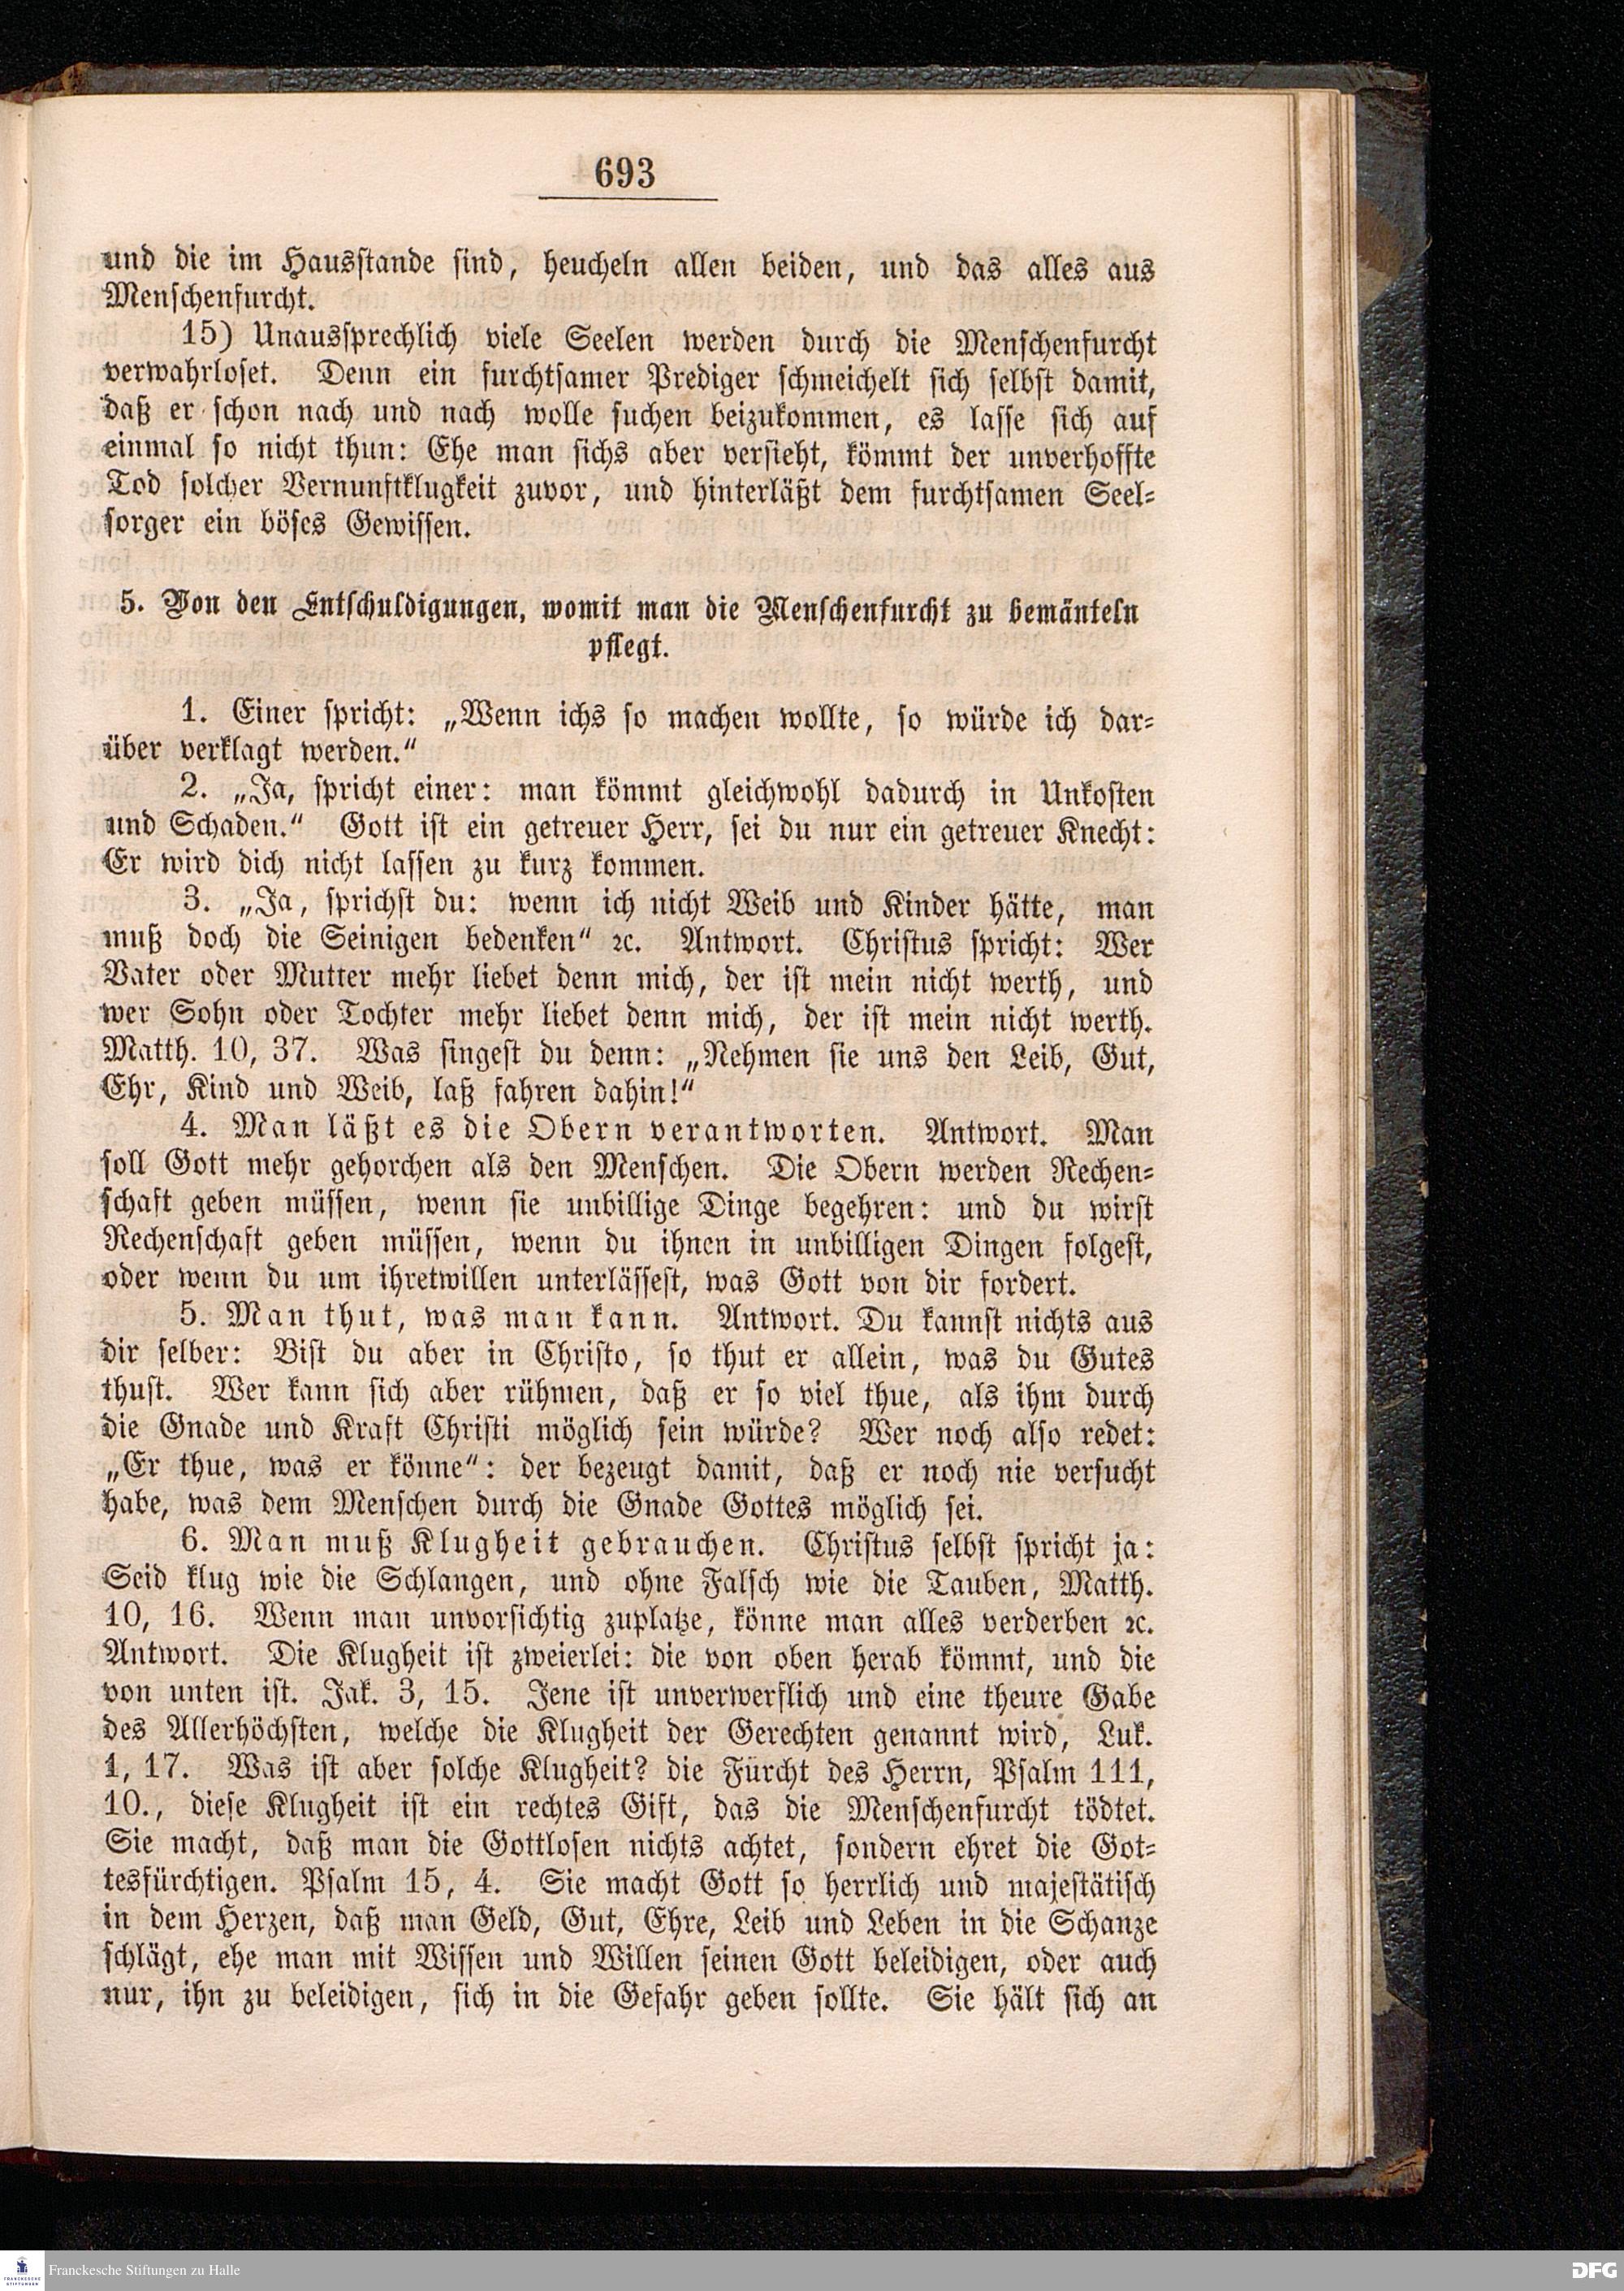 693
und die im Hausstande sind, heucheln allen beiden, und das alles aus
Menschenfurcht.
15) Unaussprechlich viele Seelen werden durch die Menschenfurcht
verwahrloset. Denn ein furchtsamer Prediger schmeichelt sich selbst damit,
daß er schon nach und nach wolle suchen beizukommen, es lasse sich auf
einmal so nicht thun: Ehe man sichs aber versieht, kömmt der unverhoffte
Tod solcher Vernunftklugkeit zuvor, und hinterläßt dem furchtsamen Seel-
sorger ein böses Gewissen.
5. Von den Entschuldigungen, womit man die Menschenfurcht zu bemänteln
pflegt.
1. Einer spricht: „Wenn ichs so machen wollte, so würde ich dar-
über verklagt werden.“
2. „Ja, spricht einer: man kömmt gleichwohl dadurch in Unkosten
und Schaden.“ Gott ist ein getreuer Herr, sei du nur ein getreuer Knecht:
Er wird dich nicht lassen zu kurz kommen.
3. „Ja, sprichst du: wenn ich nicht Weib und Kinder hätte, man
muß doch die Seinigen bedenken“ ꝛc. Antwort. Christus spricht: Wer
Vater oder Mutter mehr liebet denn mich, der ist mein nicht werth, und
wer Sohn oder Tochter mehr liebet denn mich, der ist mein nicht werth.
Matth. 10, 37. Was singest du denn: „Nehmen sie uns den Leib, Gut,
Ehr, Kind und Weib, laß fahren dahin!“
4. Man läßt es die Obern verantworten. Antwort. Man
soll Gott mehr gehorchen als den Menschen. Die Obern werden Rechen-
schaft geben müssen, wenn sie unbillige Dinge begehren: und du wirst
Rechenschaft geben müssen, wenn du ihnen in unbilligen Dingen folgest,
oder wenn du um ihretwillen unterlässest, was Gott von dir fordert.
5. Man thut, was man kann. Antwort. Du kannst nichts aus
dir selber: Bist du aber in Christo, so thut er allein, was du Gutes
thust. Wer kann sich aber rühmen, daß er so viel thue, als ihm durch
die Gnade und Kraft Christi möglich sein würde? Wer noch also redet:
„Er thue, was er könne“: der bezeugt damit, daß er noch nie versucht
habe, was dem Menschen durch die Gnade Gottes möglich sei.
6. Man muß Klugheit gebrauchen. Christus selbst spricht ja:
Seid klug wie die Schlangen, und ohne Falsch wie die Tauben, Matth.
10, 16. Wenn man unvorsichtig zuplatze, könne man alles verderben ꝛc.
Antwort. Die Klugheit ist zweierlei: die von oben herab kömmt, und die
von unten ist. Jak. 3, 15. Jene ist unverwerflich und eine theure Gabe
des Allerhöchsten, welche die Klugheit der Gerechten genannt wird, Luk.
1, 17. Was ist aber solche Klugheit? die Furcht des Herrn, Psalm 111,
10., diese Klugheit ist ein rechtes Gift, das die Menschenfurcht tödtet.
Sie macht, daß man die Gottlosen nichts achtet, sondern ehret die Got-
tesfürchtigen. Psalm 15, 4. Sie macht Gott so herrlich und majestätisch
in dem Herzen, daß man Geld, Gut, Ehre, Leib und Leben in die Schanze
schlägt, ehe man mit Wissen und Willen seinen Gott beleidigen, oder auch
nur, ihn zu beleidigen, sich in die Gefahr geben sollte. Sie hält sich an
FRANCKESCHE
STIFTUNGEN
Franckesche Stiftungen zu Halle
DFG